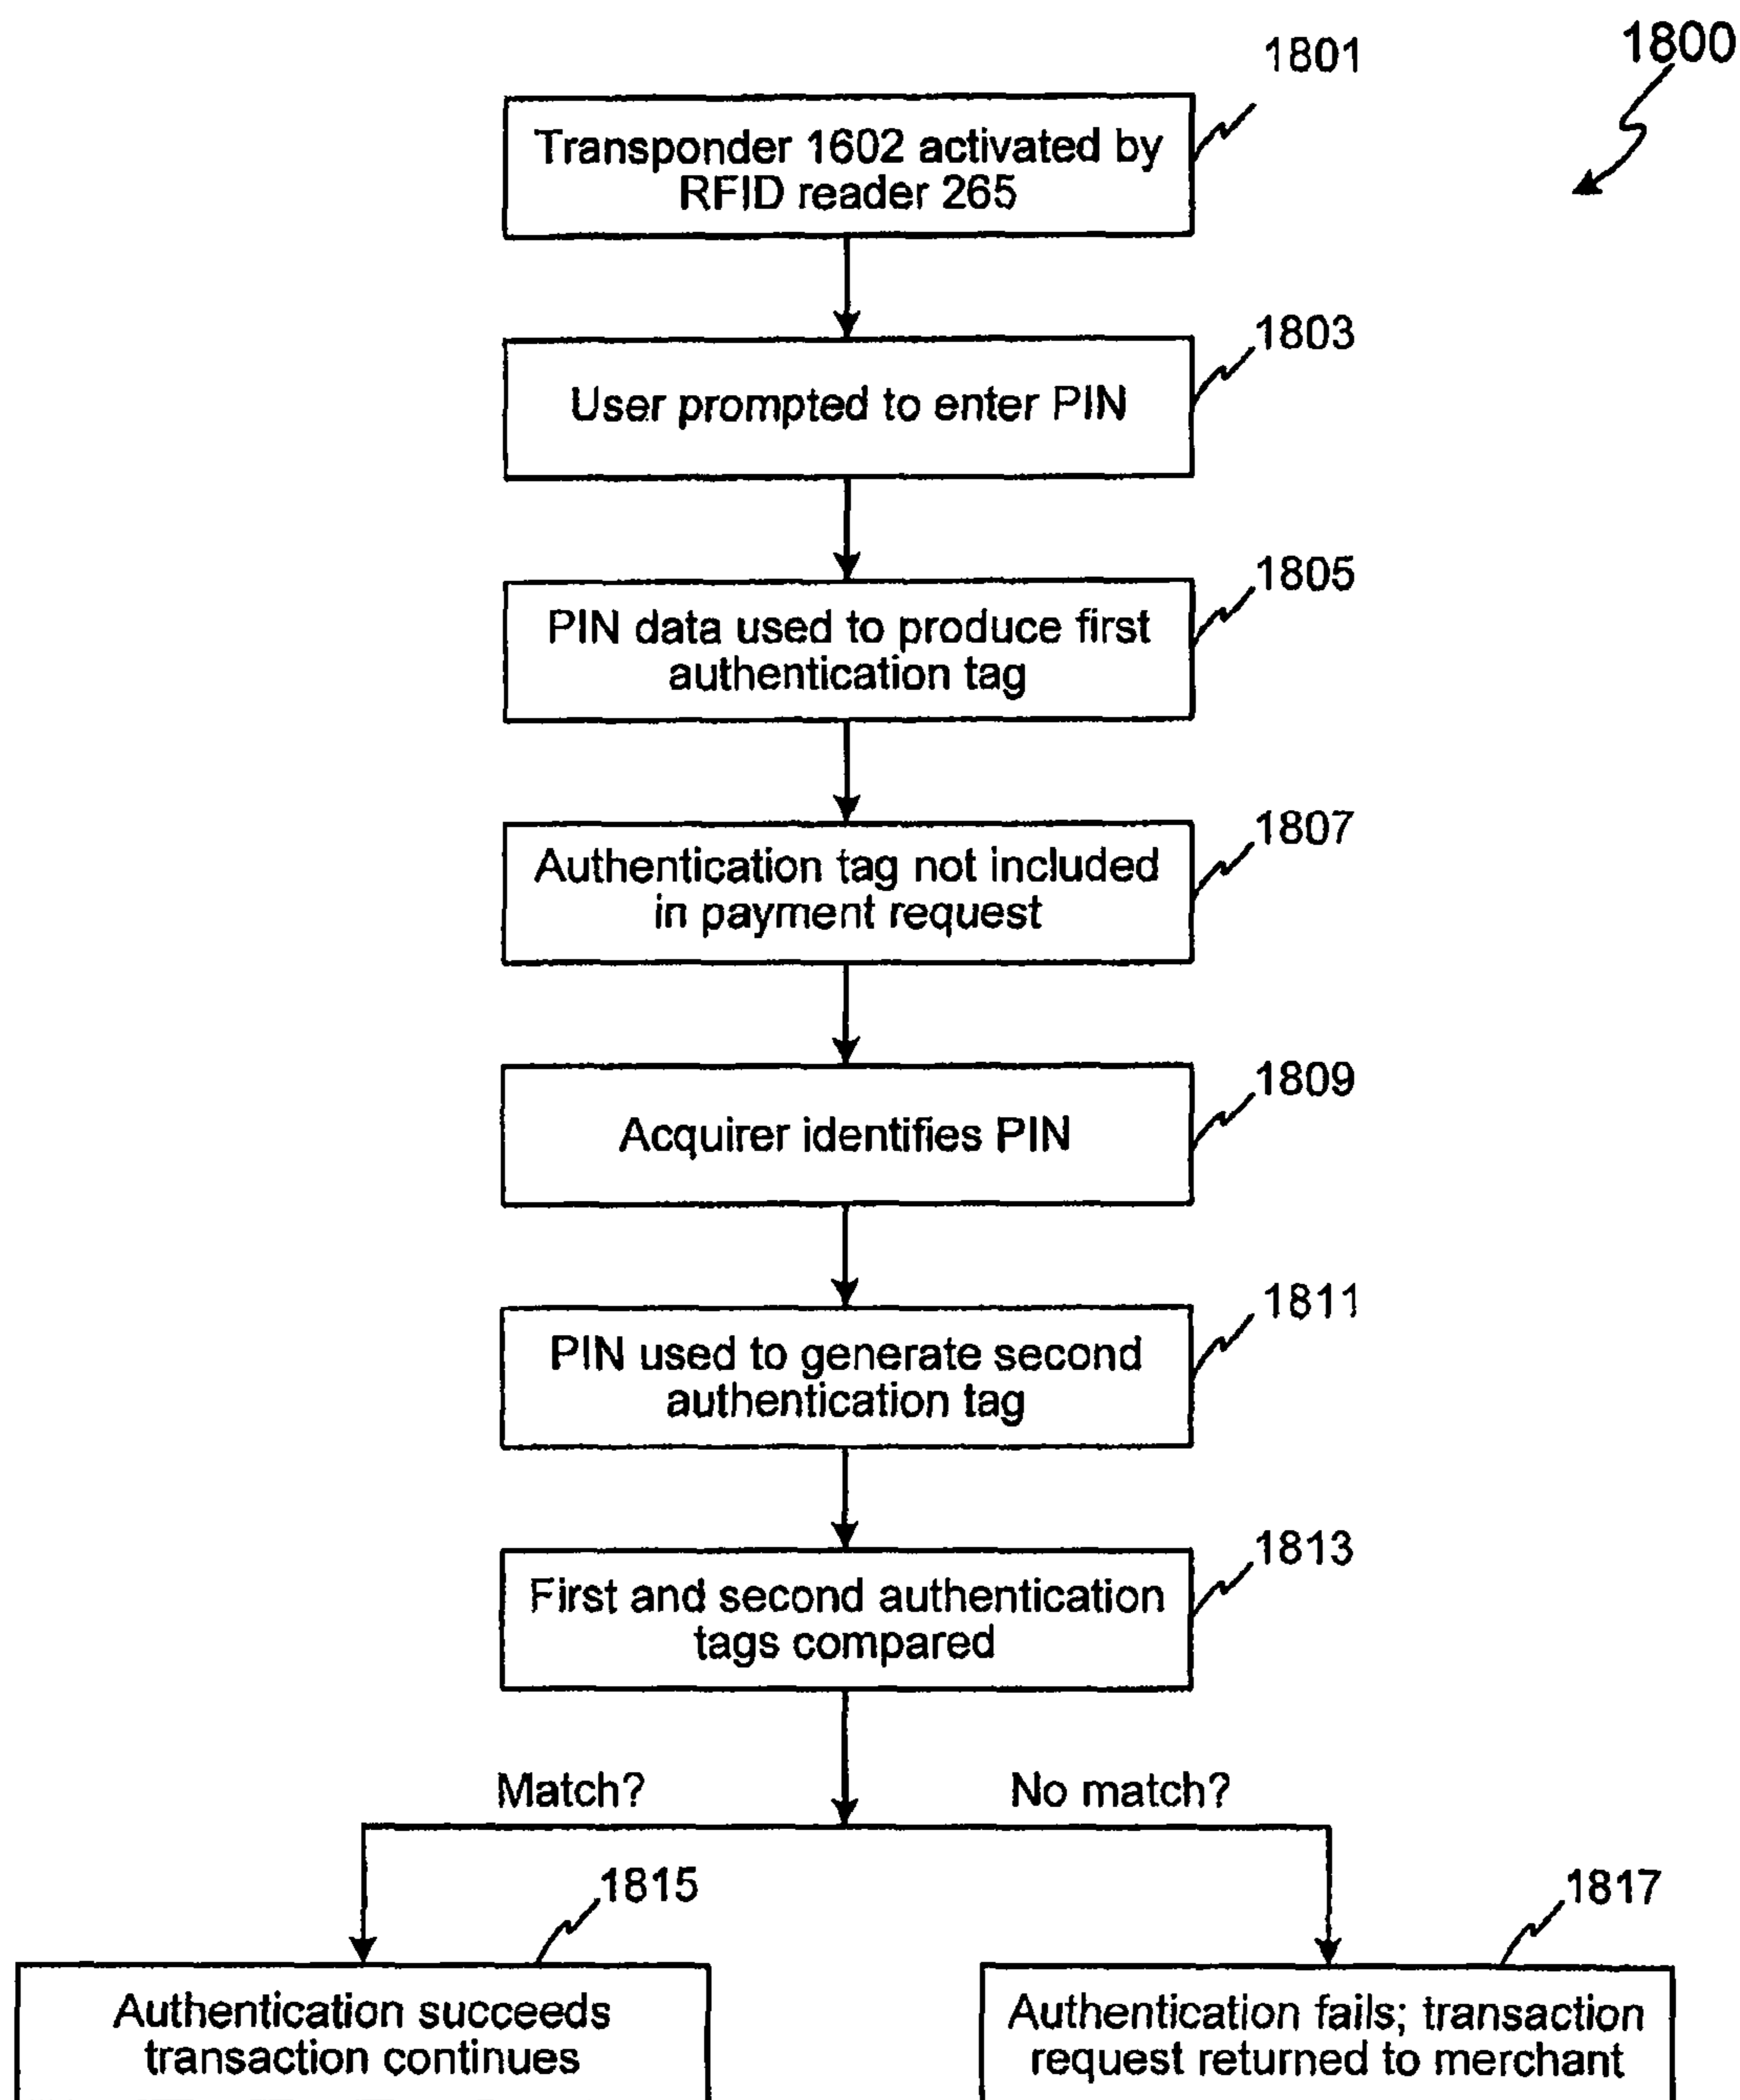 1800
1801
Transponder 1602 activated by
RFID reader 265
1803
User prompted to enter PIN
1805
PIN data used to produce first
authentication tag
1807
Authentication tag not included
in payment request
1809
Acquirer identifies PIN
1811
PIN used to generate second
authentication tag
1813
First and second authentication
tags compared
Match?
No match?
1815
Authentication succeeds
transaction continues
1817
Authentication fails; transaction
request returned to merchant